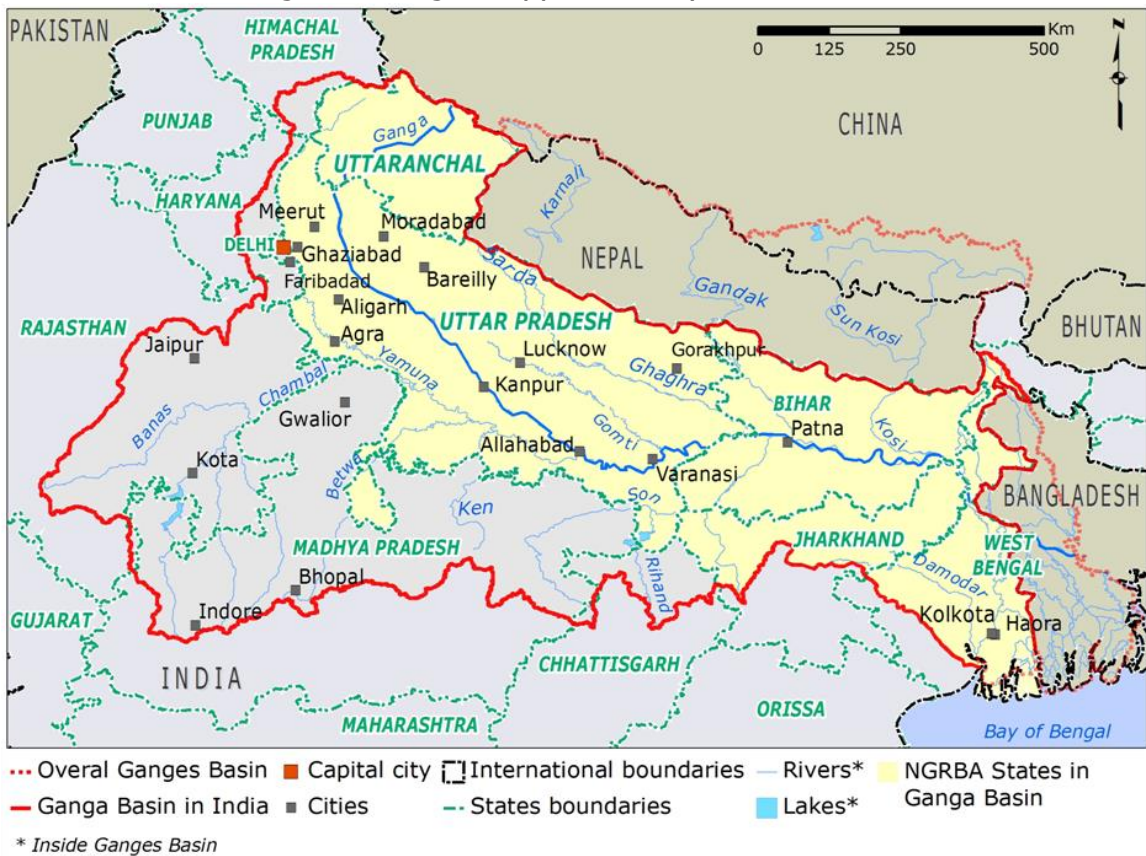 PAKISTAN
HIMACHAL
PRADESH
Km
0 125 250 500
N
CHINA
PUNJAB
Ganga
UTTARANCHAL
HARYANA
Karnali
Meerut
Moradabad
DELHI
Ghaziabad
NEPAL
Sarda
Faribadad
Bareilly
Gandak
Aligarh
Sun Kosi
BHUTAN
RAJASTHAN
UTTAR PRADESH
Agra
Jaipur
Lucknow
Gorakhpur
Yamuna
Ghaghra
Chambal
Kanpur
Banas
Gwalior
BIHAR
Gomti
Patna
Kosi
Allahabad
Kota
Varanasi
Betwa
Son
BANGLADESH
Ken
MADHYA PRADESH
JHARKHAND
WEST
BENGAL
Rihand
Damodar
Bhopal
GUJARAT
Indore
Kolkota
Haora
INDIA
CHHATTISGARH
ORISSA
MAHARASHTRA
Bay of Bengal
Overal Ganges Basin
Capital city
International boundaries
Rivers*
NGRBA States in
Ganga Basin
Ganga Basin in India
Cities
States boundaries
Lakes*
* Inside Ganges Basin